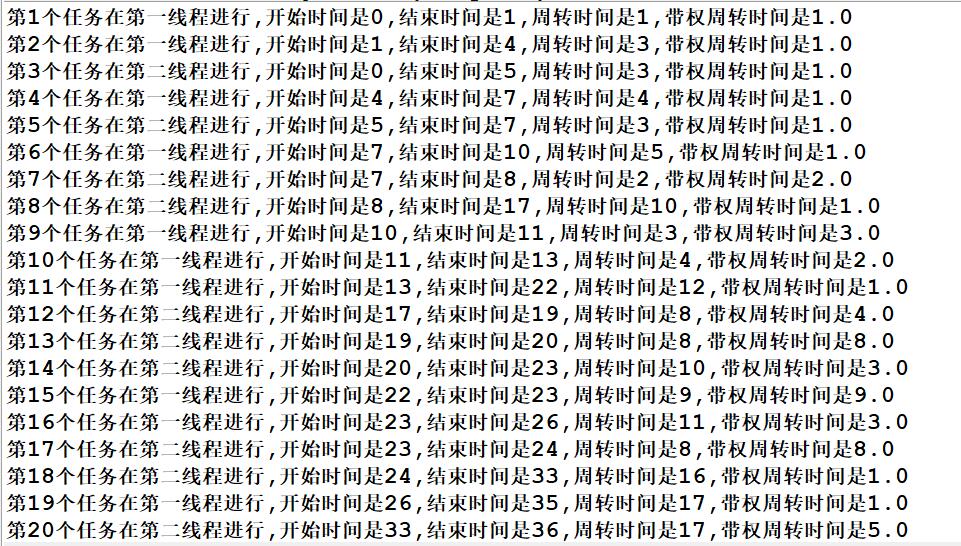 第1个任务在第一线程进行,开始时间是0,结束时间是1,周转时间是1,带权周转时间是1.0
第2个任务在第一线程进行,开始时间是1,结束时间是4,周转时间是3,带权周转时间是1.0
第3个任务在第二线程进行,开始时间是0,结束时间是5,周转时间是3,带权周转时间是1.0
第4个任务在第一线程进行,开始时间是4,结束时间是7,周转时间是4,带权周转时间是1.0
第5个任务在第二线程进行,开始时间是5,结束时间是7,周转时间是3,带权周转时间是1.0
第6个任务在第一线程进行,开始时间是7,结束时间是10,周转时间是5,带权周转时间是1.0
第7个任务在第二线程进行,开始时间是7,结束时间是8,周转时间是2,带权周转时间是2.0
第8个任务在第二线程进行,开始时间是8,结束时间是17,周转时间是10,带权周转时间是1.0
第9个任务在第一线程进行,开始时间是10,结束时间是11,周转时间是3,带权周转时间是3.0
第10个任务在第一线程进行,开始时间是11,结束时间是13,周转时间是4,带权周转时间是2.0
第11个任务在第一线程进行,开始时间是13,结束时间是22,周转时间是12,带权周转时间是1.0
第12个任务在第二线程进行,开始时间是17,结束时间是19,周转时间是8,带权周转时间是4.0
第13个任务在第二线程进行,开始时间是19,结束时间是20,周转时间是8,带权周转时间是8.0
第14个任务在第二线程进行,开始时间是20,结束时间是23,周转时间是10,带权周转时间是3.0
第15个任务在第一线程进行,开始时间是22,结束时间是23,周转时间是9,带权周转时间是9.0
第16个任务在第一线程进行,开始时间是23,结束时间是26,周转时间是11,带权周转时间是3.0
第17个任务在第二线程进行,开始时间是23,结束时间是24,周转时间是8,带权周转时间是8.0
第18个任务在第二线程进行,开始时间是24,结束时间是33,周转时间是16,带权周转时间是1.0
第19个任务在第一线程进行,开始时间是26,结束时间是35,周转时间是17,带权周转时间是1.0
第20个任务在第二线程进行,开始时间是33,结束时间是36,周转时间是17,带权周转时间是5.0